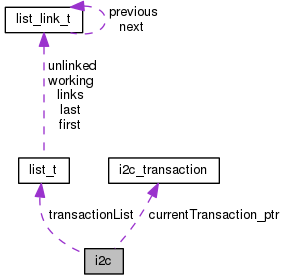 list_link_t
previous
next
unlinked
working
links
last
first
list_t
i2c_transaction
transactionList
currentTransaction_ptr
i2c